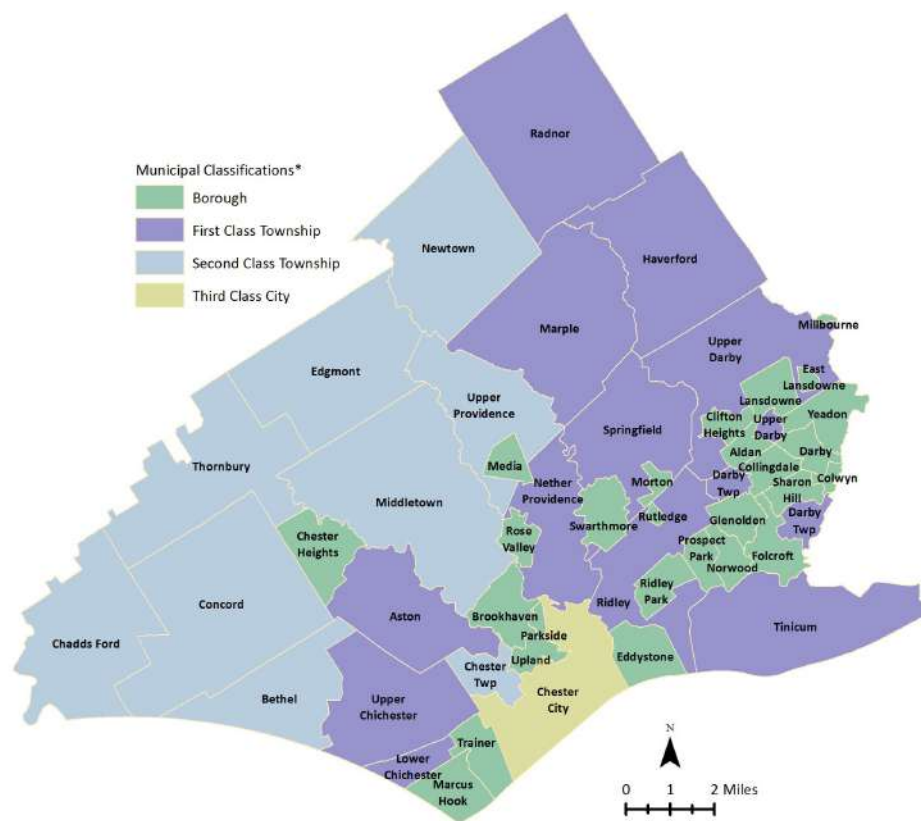 Radnor
Municipal Classifications*
Borough
First Class Township
Second Class Township
Third Class City
Newtown
Haverford
Marple
Millbourne
Upper
Darby
East
Lansdowne
Edgmont
Upper
Providence
Lansdowne
Yeadon
Clifton
Heights
Upper
Darby
Springfield
Aldan
Darby
Thornbury
Media
Collingdale
Nether
Providence
Morton
Darby
Twp
Sharon
Hill
Colwyn
Middletown
Rutledge
Darby
Twp
Swarthmore
Glenolden
Chester
Heights
Rose
Valley
Prospect
Park
Folcroft
Norwood
Ridley
Park
Concord
Aston
Brookhaven
Ridley
Tinicum
Chadds Ford
Parkside
Upland
Eddystone
Chester
Twp
Bethel
Upper
Chichester
Chester
City
Trainer
Lower
Chichester
Marcus
Hook
N
0 1 2 Miles